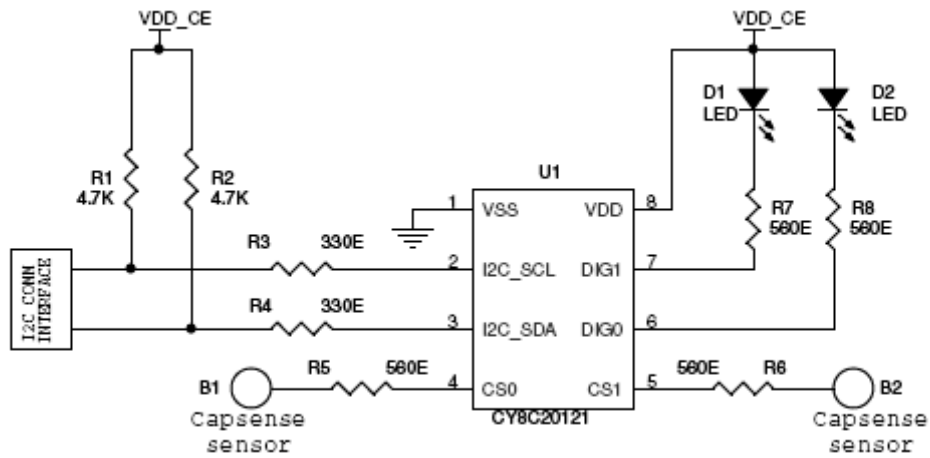 VDD_CE
VDD_CE
D1
LED
D2
LED
R1
4.7K
R2
4.7K
U1
1
VSS
VDD
8
R7
560E
R8
560E
R3
330E
2
I2C_SCL
DIG1
7
I2C CONN
INTERFACE
R4
330E
3
I2C_SDA
DIG0
6
B1
R5
560E
4
CS0
CS1
5
560E
R6
B2
Capsense
sensor
CY8C20121
Capsense
sensor